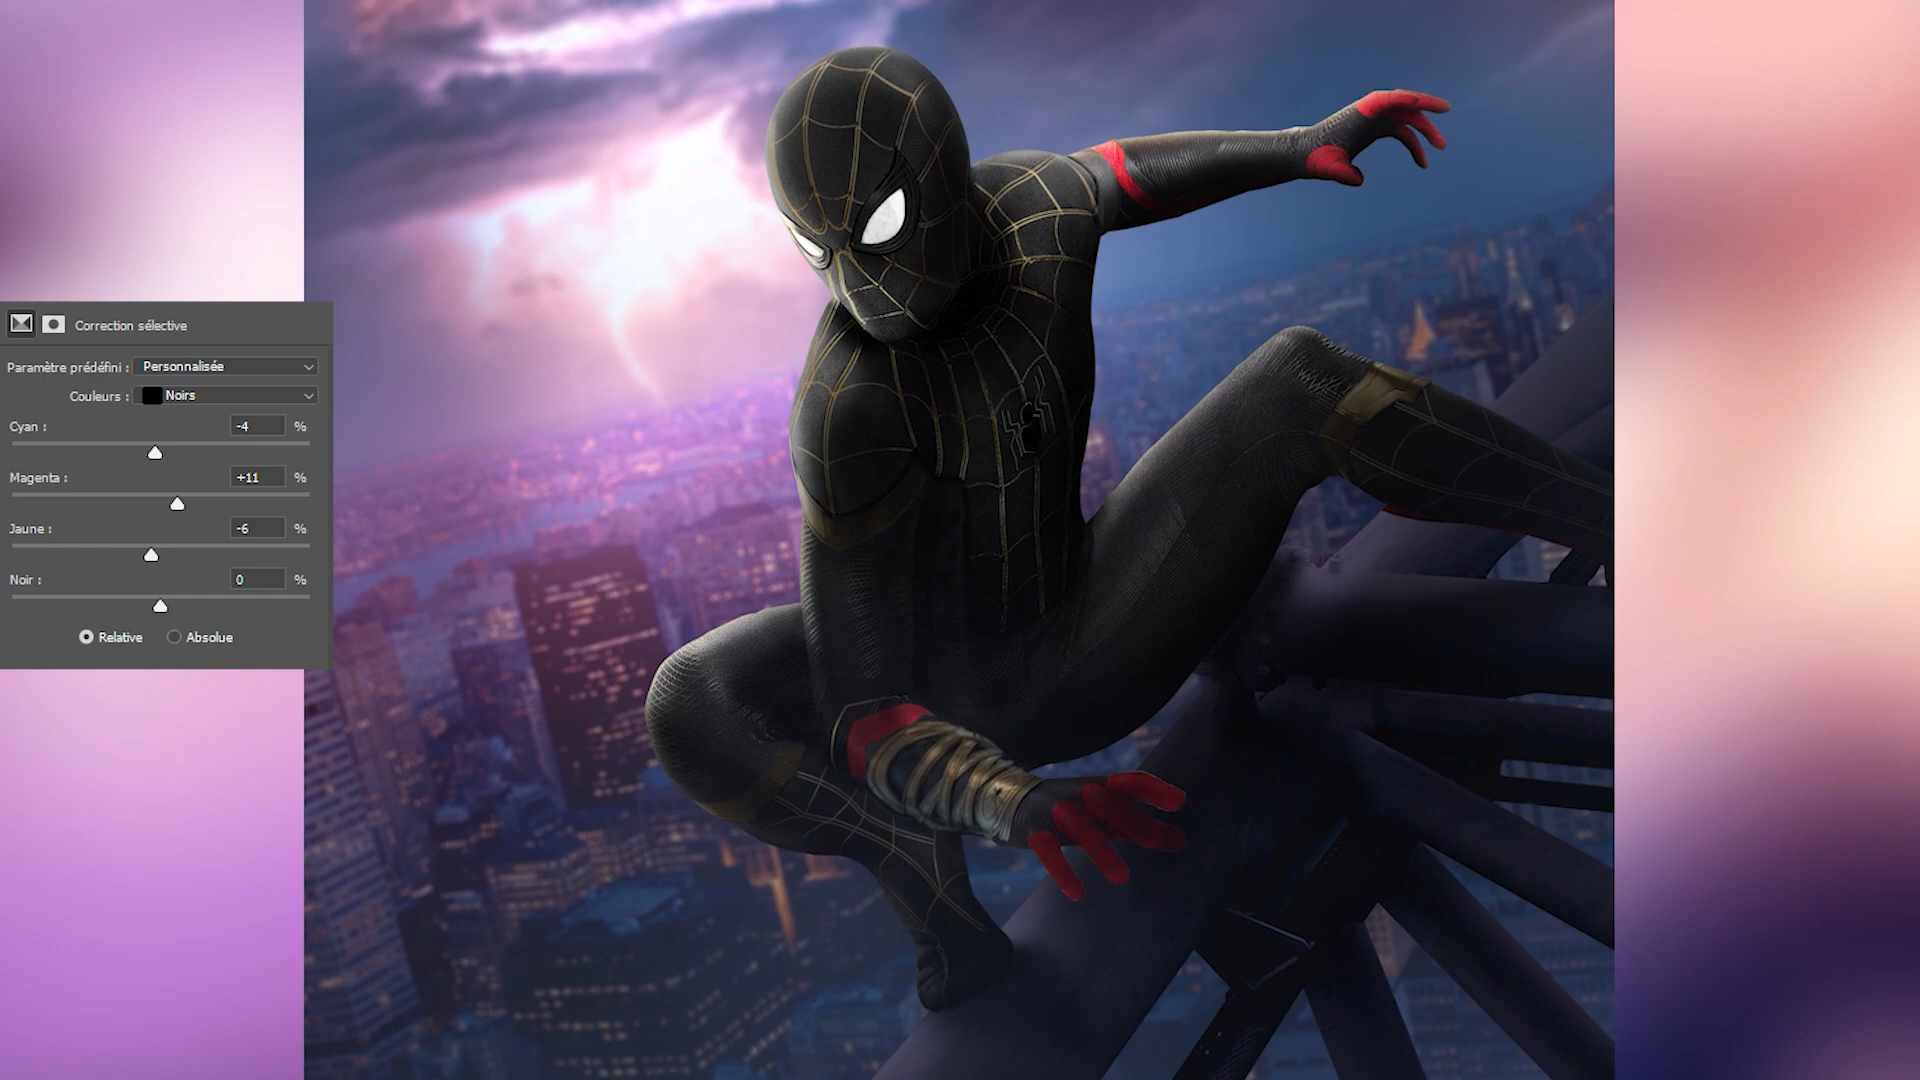 Correction sélective
Paramètre prédéfini : Personnalisée
Couleurs : Noirs
Cyan : -4 %
Magenta : +11 %
Jaune : -6 %
Noir : 0 %
Relative Absolue